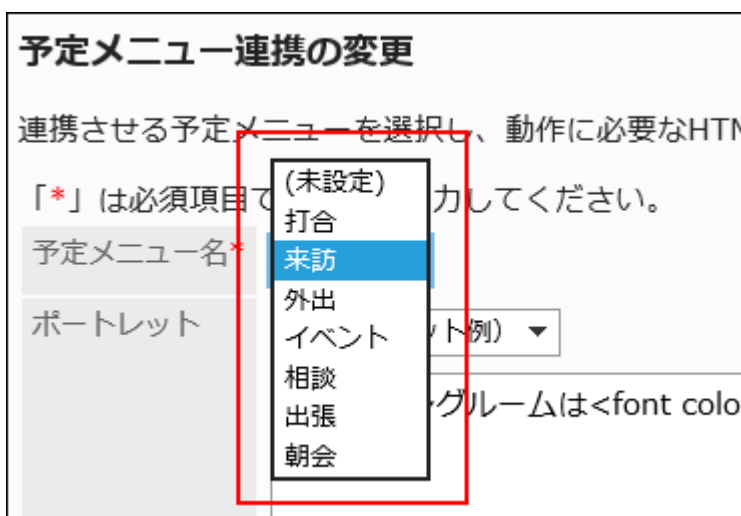 予定メニュー連携の変更
連携させる予定メニューを選択し、動作に必要なHTM
「*」は必須項目で
力してください。
予定メニュー名*
(未設定)
打合
来訪
外出
イベント
相談
出張
朝会
ポートレット
ット例) ▼
グルームは<font colo